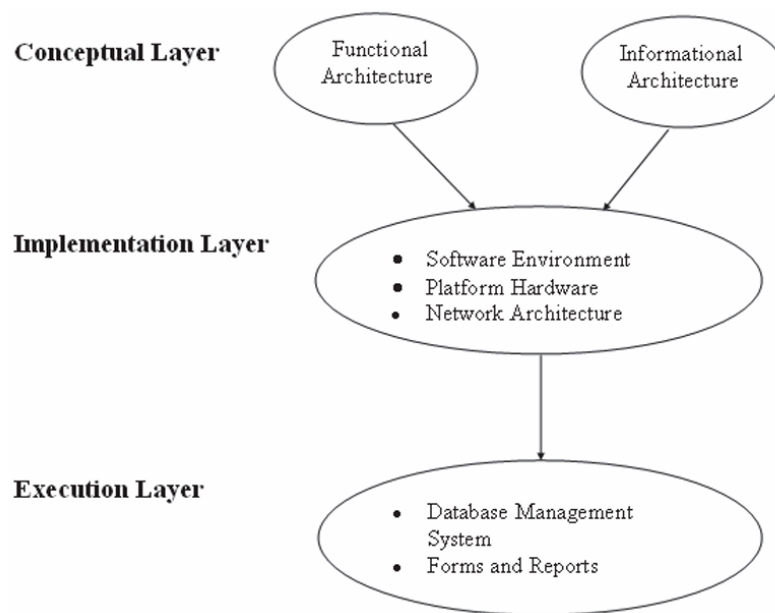 Conceptual Layer
Functional
Architecture
Informational
Architecture
Implementation Layer
• Software Environment
• Platform Hardware
• Network Architecture
Execution Layer
• Database Management
System
• Forms and Reports